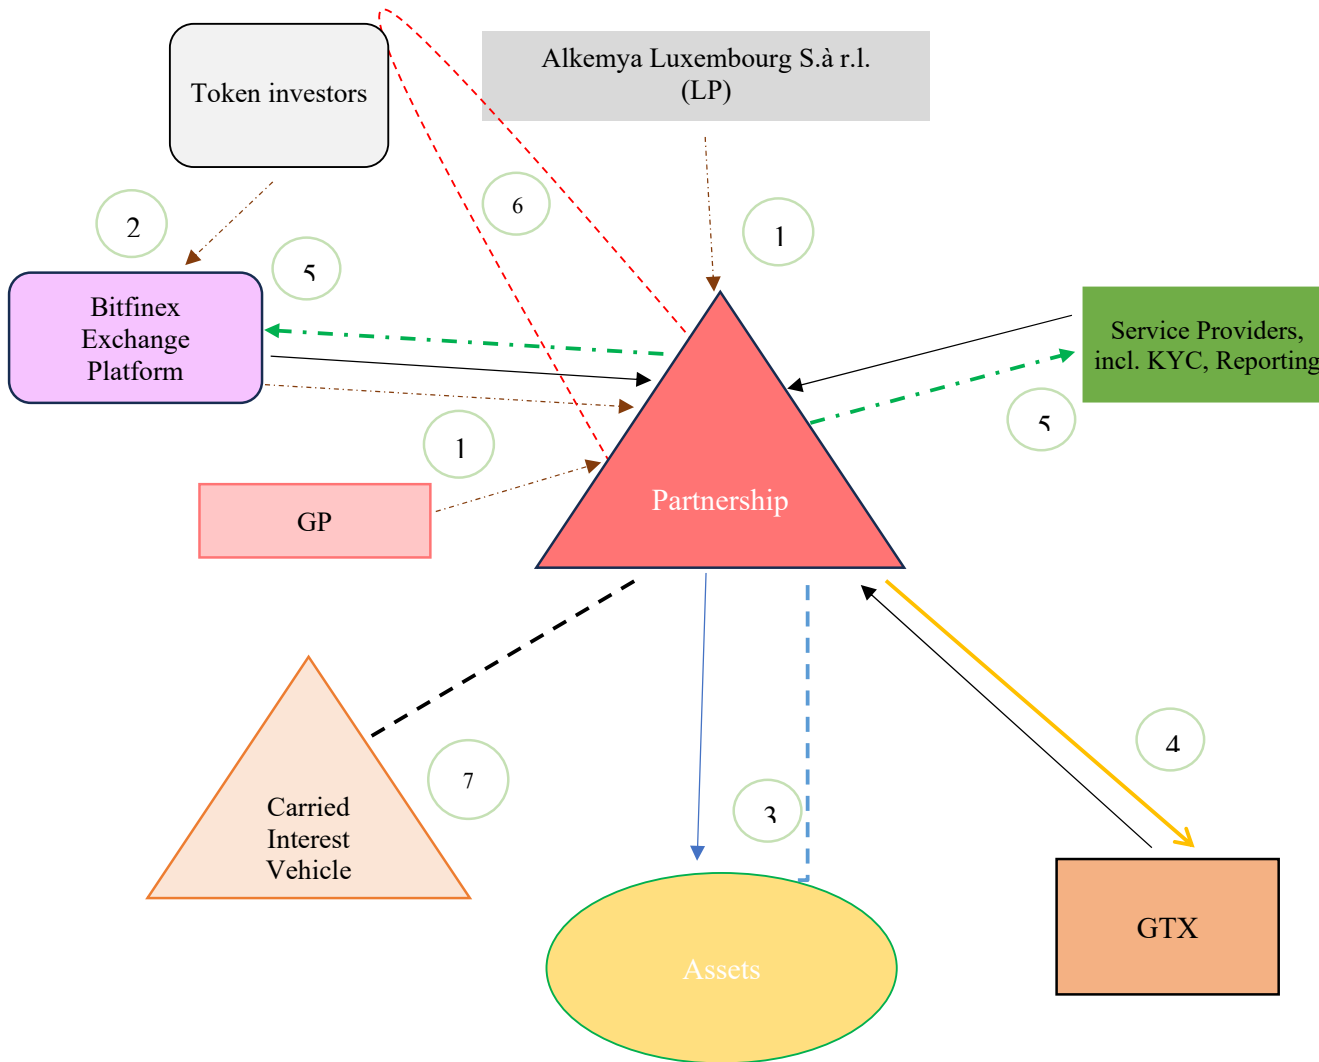 Alkemya Luxembourg S.à r.l.
(LP)
Token investors
6
2
1
5
Bitfinex
Exchange
Platform
Service Providers,
incl. KYC, Reporting
5
1
Partnership
GP
4
7
3
Carried
Interest
Vehicle
GTX
Assets